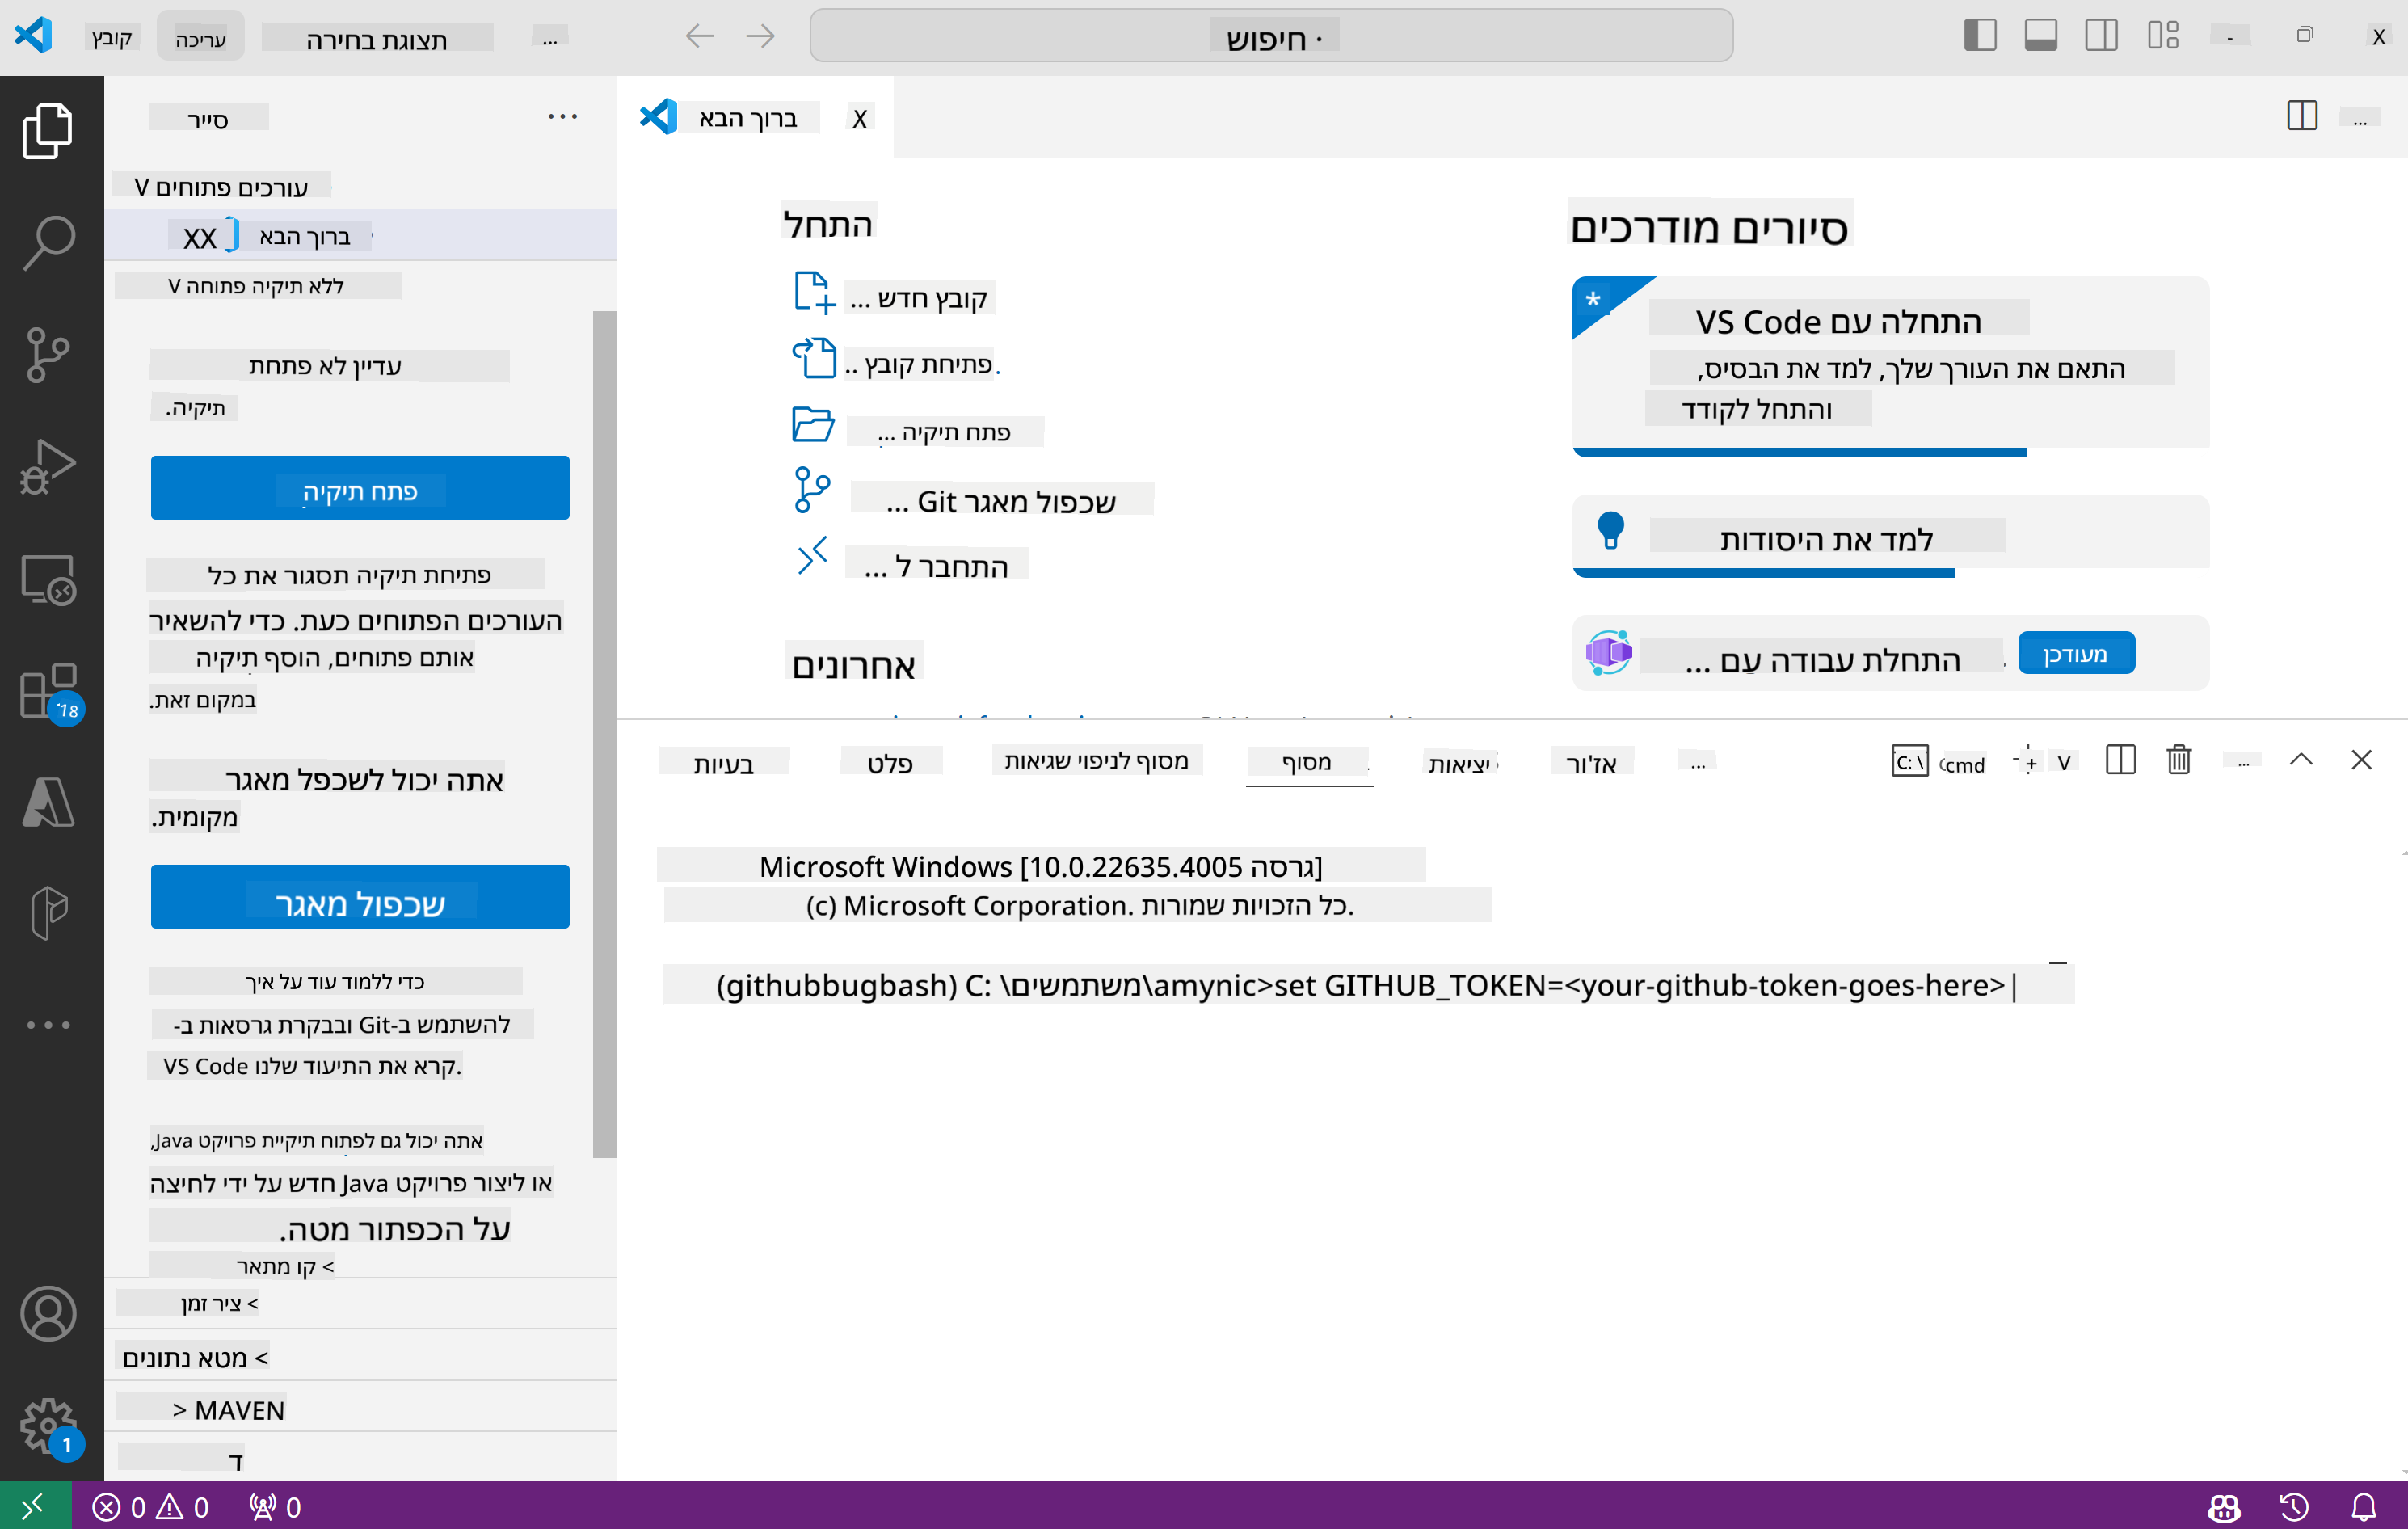 קובץ
עריכה
תצוגת בחירה
...
חיפוש
-
X
סייר
...
עורכים פתוחים V
XX ברוך הבא
ללא תיקיה פתוחה V
עדיין לא פתחת
תיקיה.
פתח תיקיה
פתיחת תיקיה תסגור את כל
העורכים הפתוחים כעת. כדי להשאיר
אותם פתוחים, הוסף תיקיה
במקום זאת.
אתה יכול לשכפל מאגר
מקומית.
שכפול מאגר
כדי ללמוד עוד על איך
להשתמש ב-Git ובבקרת גרסאות ב-
VS Code קרא את התיעוד שלנו.
אתה יכול גם לפתוח תיקיית פרויקט Java,
או ליצור פרויקט Java חדש על ידי לחיצה
על הכפתור מטה.
> קו מתאר
> ציר זמן
> מטא נתונים
> MAVEN
ד
18
1
ברוך הבא X
...
התחל
קובץ חדש ...
פתיחת קובץ ...
פתח תיקיה ...
שכפול מאגר Git ...
התחבר ל ...
אחרונים
סיורים מודרכים
*
התחלה עם VS Code
התאם את העורך שלך, למד את הבסיס,
והתחל לקודד
למד את היסודות
התחלת עבודה עם ...
מעודכן
בעיות
פלט
מסוף לניפוי שגיאות
מסוף
יציאות
אז'ור
...
C:\ cmd
+ V
...
Microsoft Windows [גרסה 10.0.22635.4005]
(c) Microsoft Corporation. כל הזכויות שמורות.
(githubbugbash) C: \משתמשים\amynic>set GITHUB_TOKEN=<your-github-token-goes-here>|
0 0 0